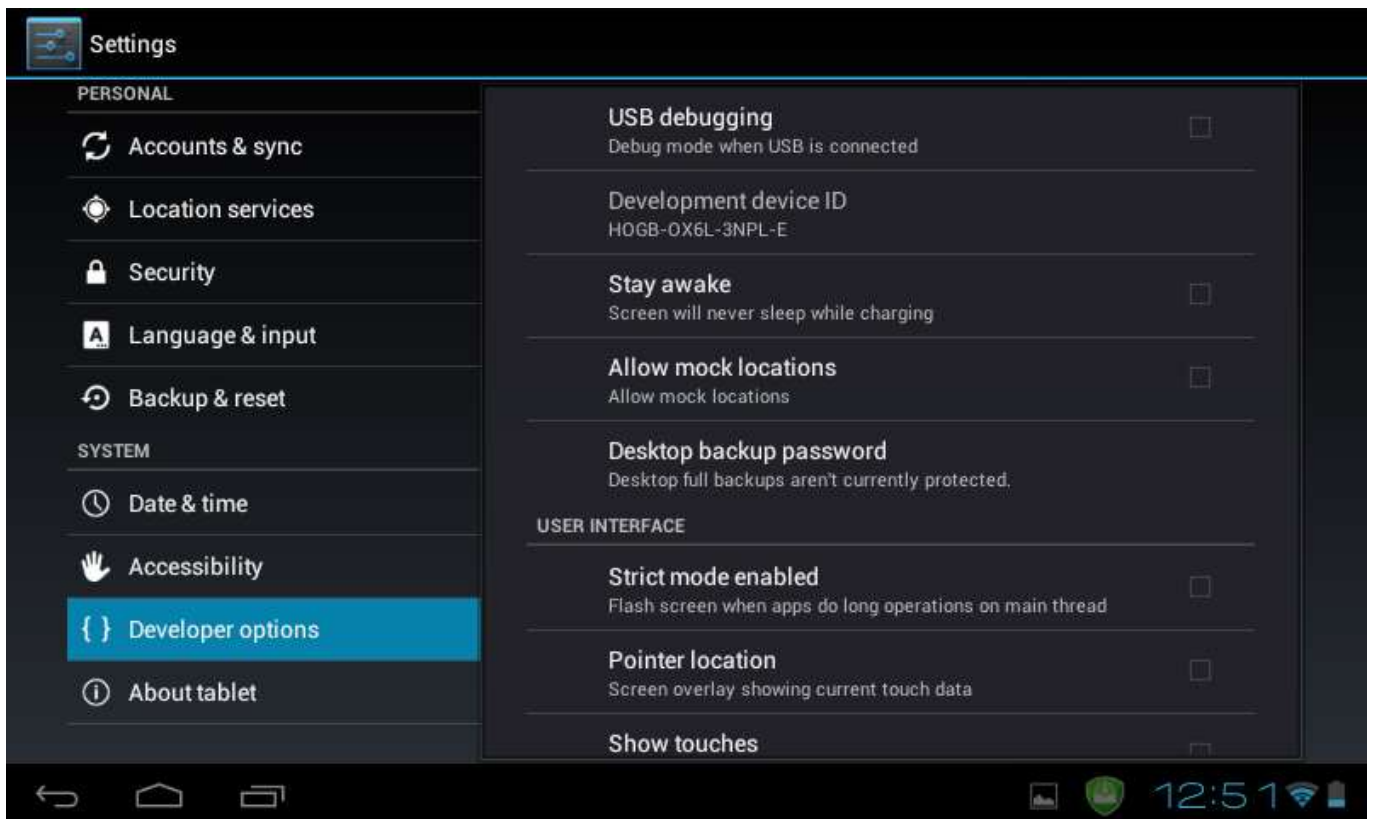 Settings
PERSONAL
Accounts & sync
Location services
Security
Language & input
Backup & reset
SYSTEM
Date & time
Accessibility
{ } Developer options
About tablet
USB debugging
Debug mode when USB is connected
Development device ID
HOGB-OX6L-3NPL-E
Stay awake
Screen will never sleep while charging
Allow mock locations
Allow mock locations
Desktop backup password
Desktop full backups aren't currently protected.
USER INTERFACE
Strict mode enabled
Flash screen when apps do long operations on main thread
Pointer location
Screen overlay showing current touch data
Show touches
12:51